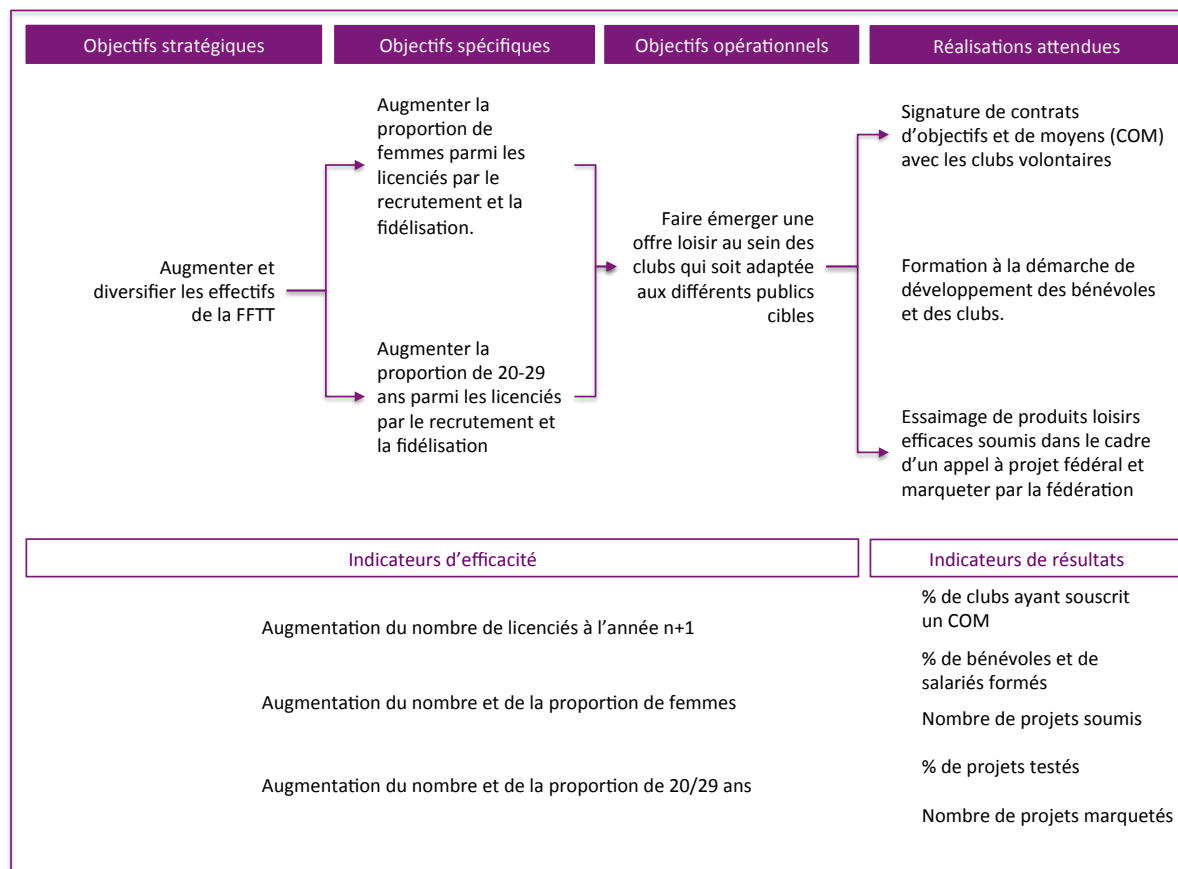 Objectifs stratégiques
Objectifs spécifiques
Objectifs opérationnels
Réalisations attendues
Augmenter et
diversifier les effectifs
de la FFTT
Augmenter la
proportion de
femmes parmi les
licenciés par le
recrutement et la
fidélisation.
Augmenter la
proportion de 20-29
ans parmi les licenciés
par le recrutement et
la fidélisation
Faire émerger une
offre loisir au sein des
clubs qui soit adaptée
aux différents publics
cibles
Signature de contrats
d’objectifs et de moyens (COM)
avec les clubs volontaires
Formation à la démarche de
développement des bénévoles
et des clubs.
Essaimage de produits loisirs
efficaces soumis dans le cadre
d’un appel à projet fédéral et
marqueter par la fédération
Indicateurs d’efficacité
Augmentation du nombre de licenciés à l’année n+1
Augmentation du nombre et de la proportion de femmes
Augmentation du nombre et de la proportion de 20/29 ans
Indicateurs de résultats
% de clubs ayant souscrit
un COM
% de bénévoles et de
salariés formés
Nombre de projets soumis
% de projets testés
Nombre de projets marquetés